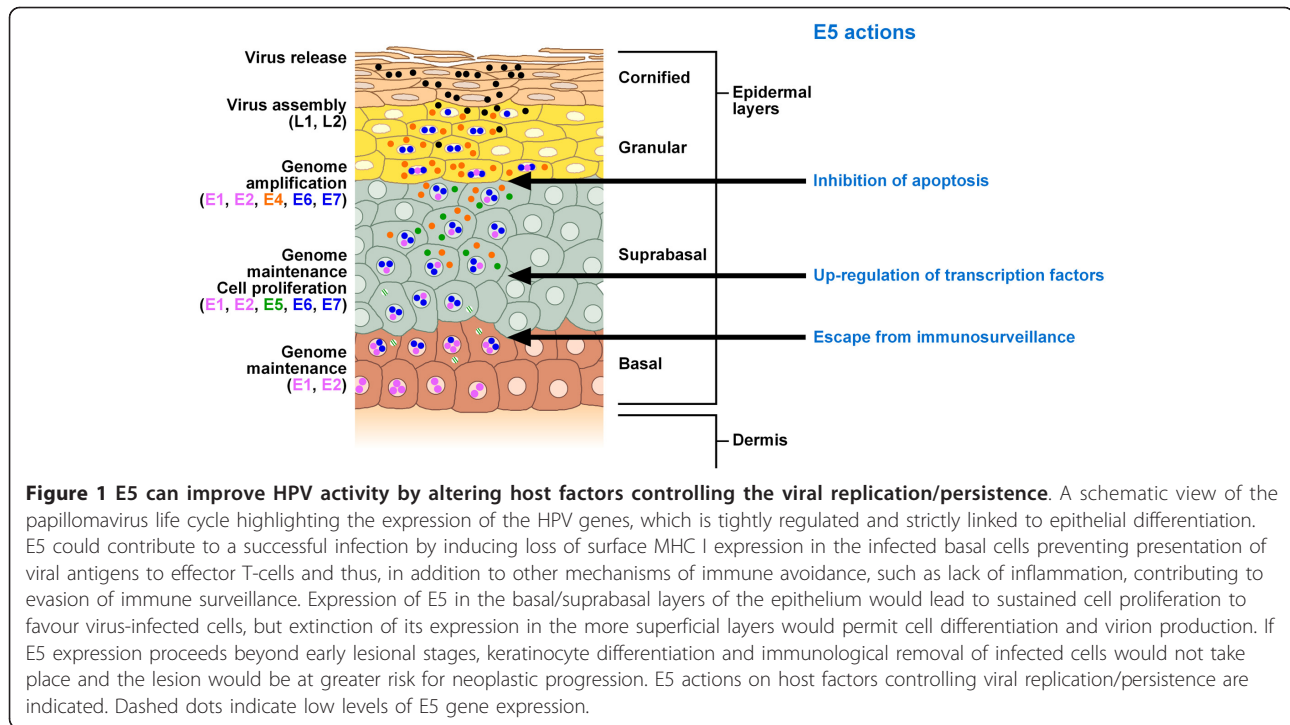 E5 actions
Virus release
Cornified
Epidermal
layers
Virus assembly
(L1, L2)
Granular
Genome
amplification
(E1, E2, E4, E6, E7)
Inhibition of apoptosis
Suprabasal
Genome
maintenance
Cell proliferation
(E1, E2, E5, E6, E7)
Up-regulation of transcription factors
Escape from immunosurveillance
Genome
maintenance
(E1, E2)
Basal
Dermis
Figure 1 E5 can improve HPV activity by altering host factors controlling the viral replication/persistence. A schematic view of the
papillomavirus life cycle highlighting the expression of the HPV genes, which is tightly regulated and strictly linked to epithelial differentiation.
E5 could contribute to a successful infection by inducing loss of surface MHC I expression in the infected basal cells preventing presentation of
viral antigens to effector T-cells and thus, in addition to other mechanisms of immune avoidance, such as lack of inflammation, contributing to
evasion of immune surveillance. Expression of E5 in the basal/suprabasal layers of the epithelium would lead to sustained cell proliferation to
favour virus-infected cells, but extinction of its expression in the more superficial layers would permit cell differentiation and virion production. If
E5 expression proceeds beyond early lesional stages, keratinocyte differentiation and immunological removal of infected cells would not take
place and the lesion would be at greater risk for neoplastic progression. E5 actions on host factors controlling viral replication/persistence are
indicated. Dashed dots indicate low levels of E5 gene expression.